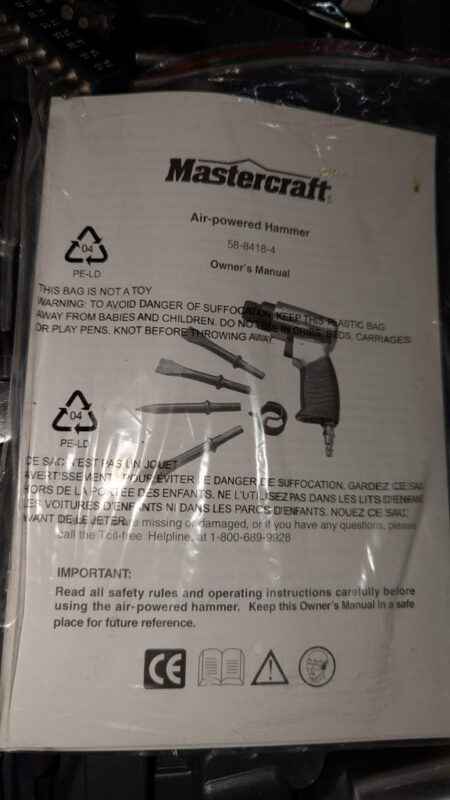 Mastercraft
Air-powered Hammer
58-8418-4
Owner's Manual
04
PE-LD
THIS BAG IS NOT A TOY
WARNING: TO AVOID DANGER OF SUFFOCATION, KEEP THIS PLASTIC BAG
AWAY FROM BABIES AND CHILDREN. DO NOT USE IN CRIBS, BEDS, CARRIAGES
OR PLAY PENS. KNOT BEFORE THROWING AWAY
04
PE-LD
CE SAC N'EST PAS UN JOUET
AVERTISSEMENT: POUR ÉVITER LE DANGER DE SUFFOCATION, GARDEZ CE SAC
HORS DE LA PORTÉE DES ENFANTS. NE L'UTILISEZ PAS DANS LES LITS D'ENFANT
LES VOITURES D'ENFANTS NI DANS LES PARCS D'ENFANTS. NOUEZ CE SAC
AVANT DE LE JETER.
missing or damaged, or if you have any questions, please
call the Toll-free Helpline, at 1-800-689-9928
IMPORTANT:
Read all safety rules and operating instructions carefully before
using the air-powered hammer. Keep this Owner's Manual in a safe
place for future reference.
CE